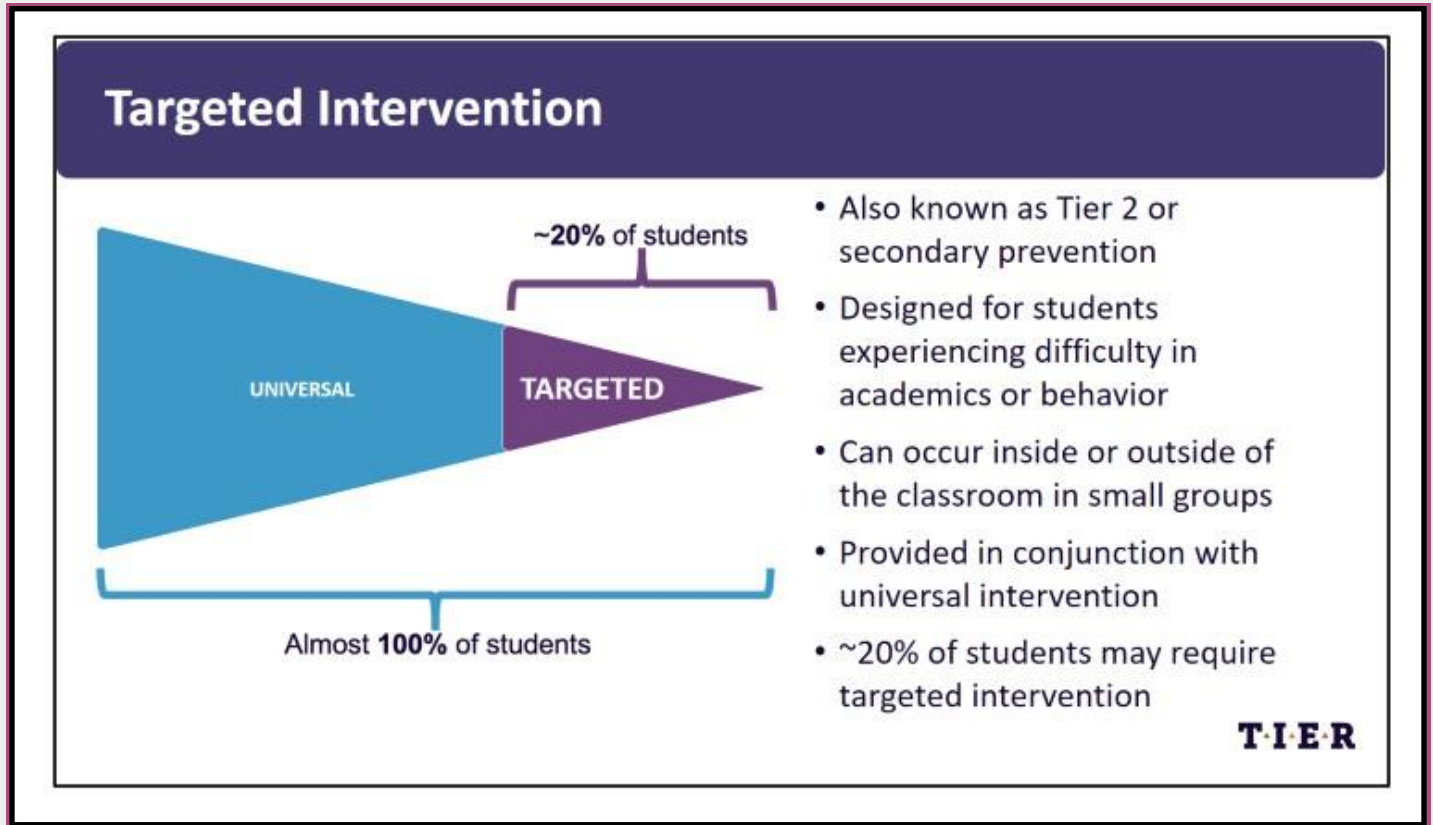 Targeted Intervention
~20% of students
UNIVERSAL
TARGETED
Almost 100% of students
• Also known as Tier 2 or
secondary prevention
• Designed for students
experiencing difficulty in
academics or behavior
• Can occur inside or outside of
the classroom in small groups
• Provided in conjunction with
universal intervention
• ~20% of students may require
targeted intervention
T·I·E·R